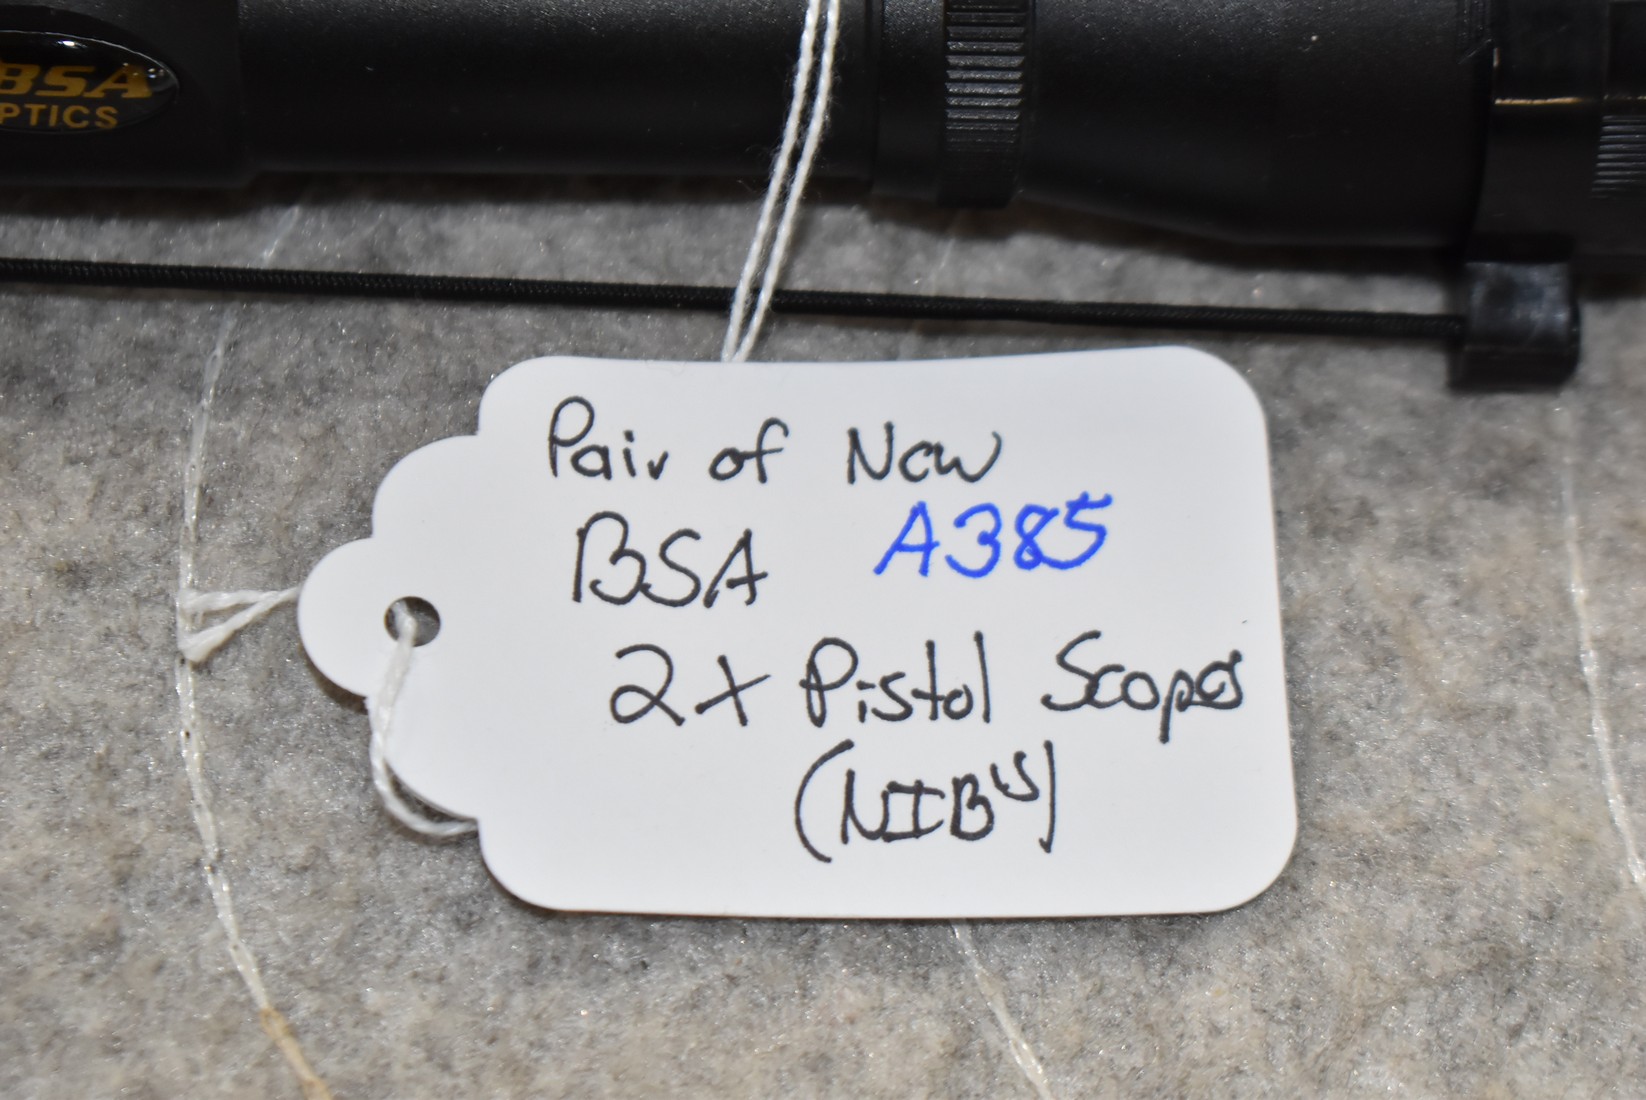 BSA
OPTICS
Pair of New
BSA A385
2x Pistol Scopes
(NIB's)